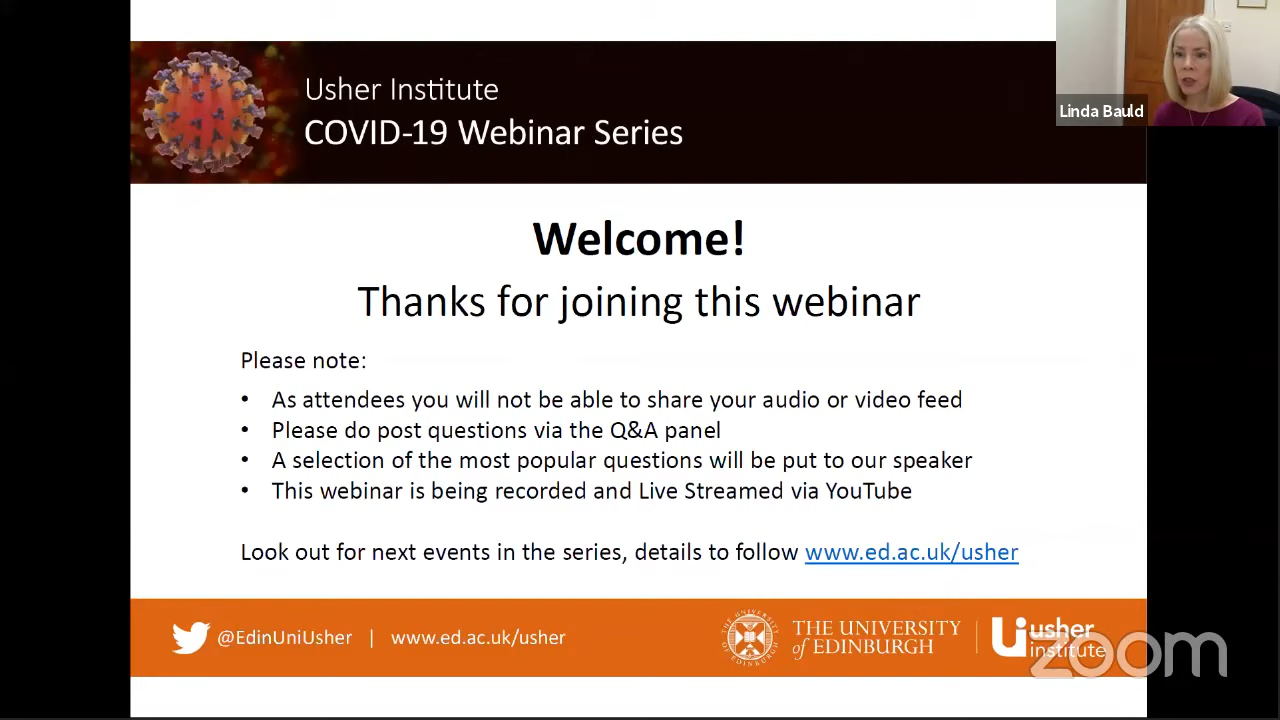 Usher Institute
COVID-19 Webinar Series
Linda Bauld
Welcome!
Thanks for joining this webinar
Please note:
• As attendees you will not be able to share your audio or video feed
• Please do post questions via the Q&A panel
• A selection of the most popular questions will be put to our speaker
• This webinar is being recorded and Live Streamed via YouTube
Look out for next events in the series, details to follow www.ed.ac.uk/usher
@EdinUniUsher | www.ed.ac.uk/usher
THE UNIVERSITY
of EDINBURGH
usher
institute
zoom